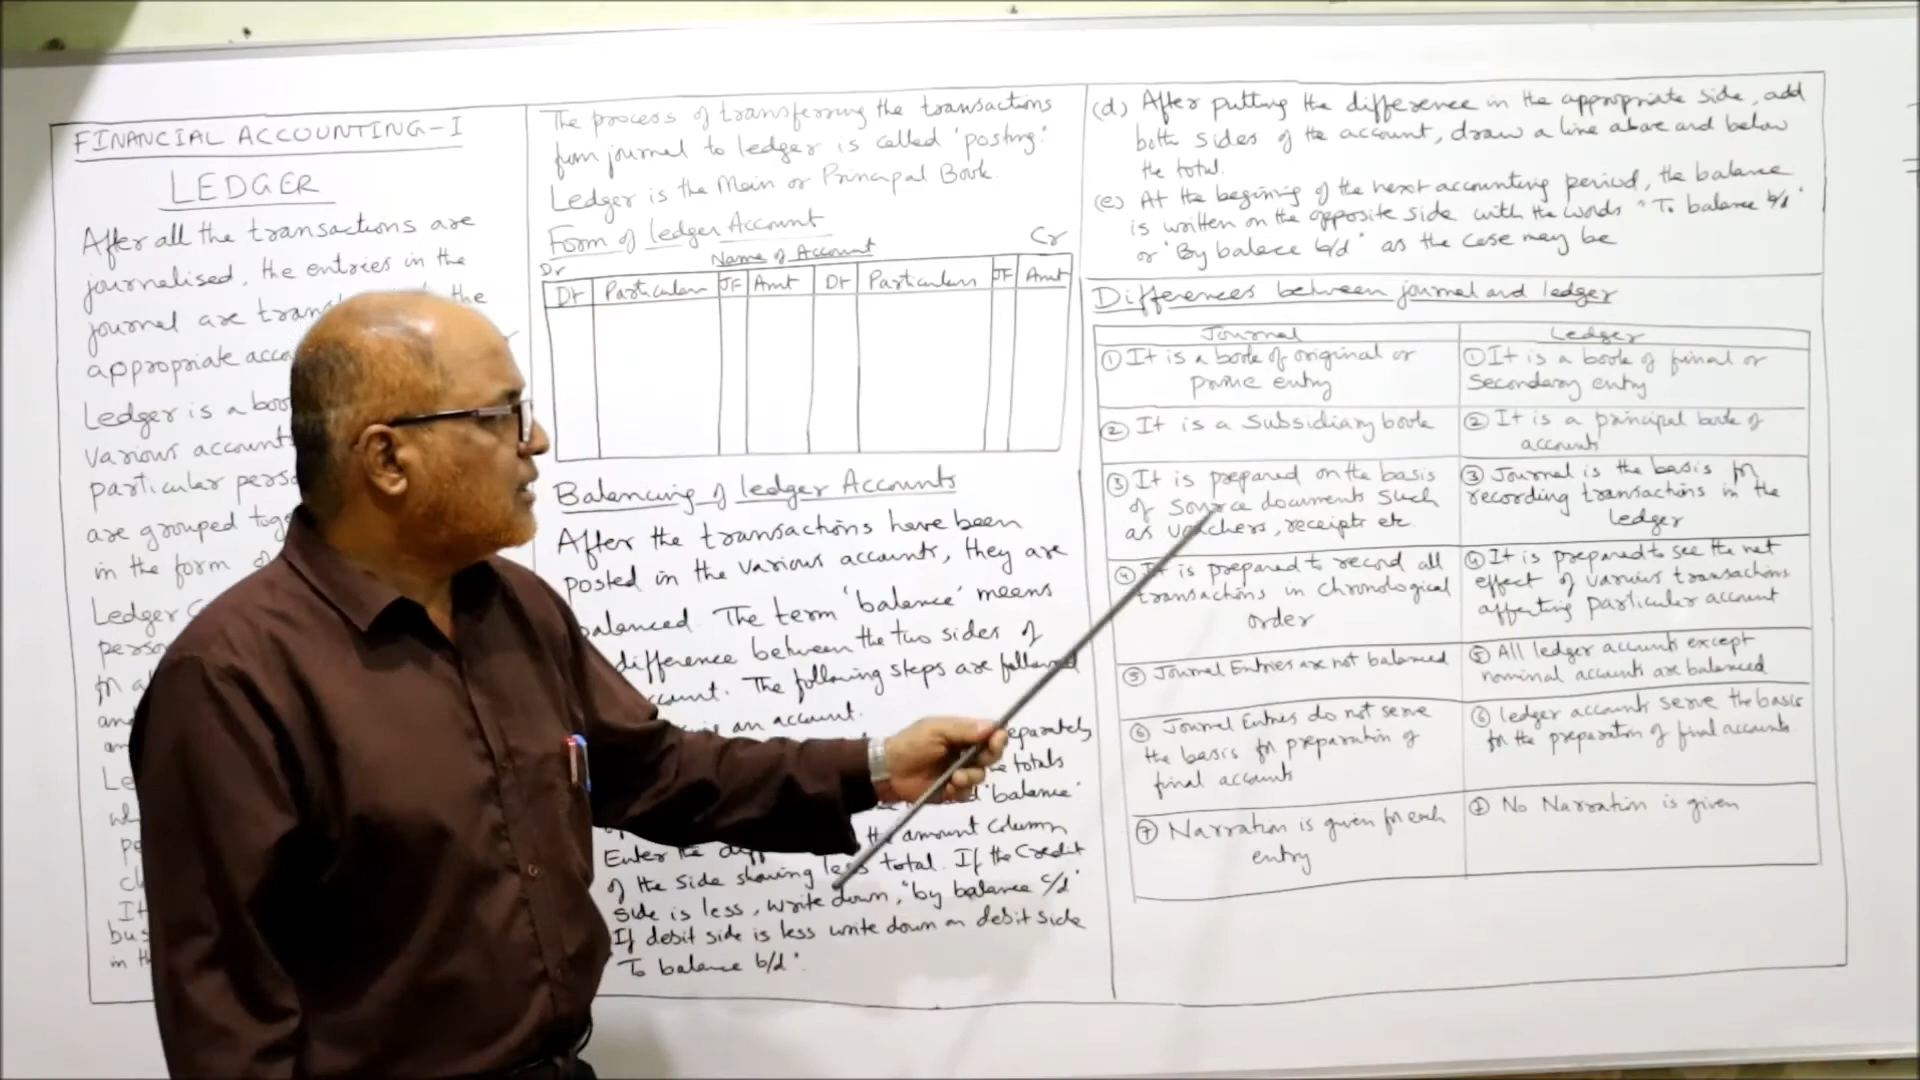 FINANCIAL ACCOUNTING-I
LEDGER
After all the transactions are
journalised, the entries in the
journal are the
appropriate
Ledger is a
various
particular
are grouped
in the form
Ledger
The process of transferring the transactions
from journal to ledger is called 'posting'.
Ledger is the Main or Principal Book.
Form of Ledger Account
Name of Account
Dr Cr
Dt Particulars JF Amt Dt Particulars JF Amt
Balancing of Ledger Accounts
After the transactions have been
posted in the various accounts, they are
balanced. The term 'balance' means
difference between the two sides of
The following steps are followed
an account.
separately
totals
'balance'
the amount column
Enter the
of the side showing less total. If the Credit
side is less, write down, "by balance c/d"
If debit side is less write down on debit side
"To balance b/d".
(d) After putting the difference in the appropriate side, add
both sides of the account, draw a line above and below
the total.
(e) At the beginning of the next accounting period, the balance
is written on the opposite side with the words "To balance b/d"
or "By balace b/d" as the case may be
Differences between journal and ledger
Journal Ledger
① It is a book of original or
prime entry
① It is a book of final or
Secondary entry
② It is a Subsidiary book
② It is a principal book of
accounts
③ It is prepared on the basis
of Source documents Such
as vouchers, receipts etc.
③ Journal is the basis for
recording transactions in the
ledger
④ It is prepared to record all
transactions in chronological
order
④ It is prepared to see the net
effect of various transactions
affecting particular account
⑤ Journal Entries are not balanced
⑤ All ledger accounts except
nominal accounts are balanced
⑥ Journal Entries do not serve
the basis for preparation of
final accounts
⑥ Ledger accounts serve the basis
for the preparation of final accounts
⑦ Narration is given for each
entry
⑦ No Narration is given